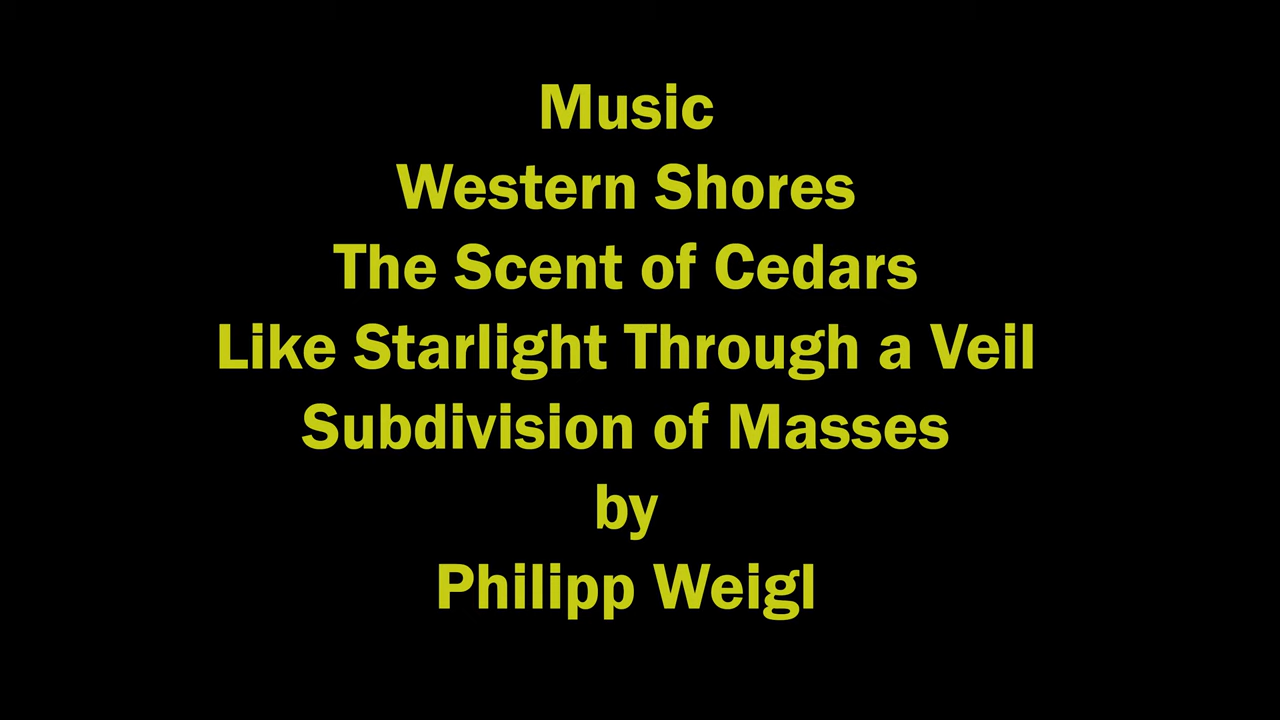 Music
Western Shores
The Scent of Cedars
Like Starlight Through a Veil
Subdivision of Masses
by
Philipp Weigl